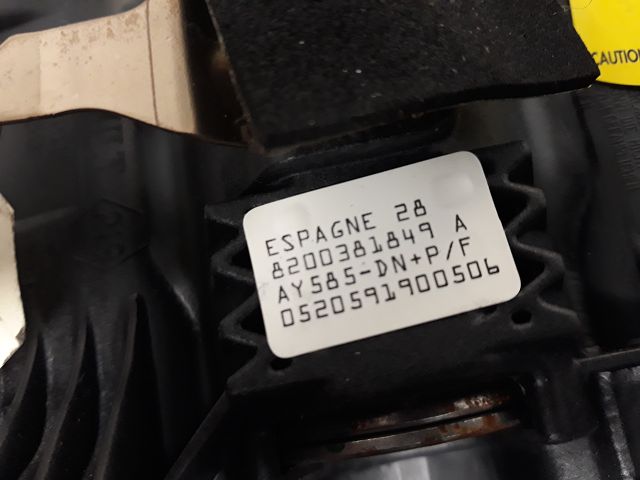 ESPAGNE 28
8200381849 A
AY585-DN+P/F
0520591900506
CAUTION